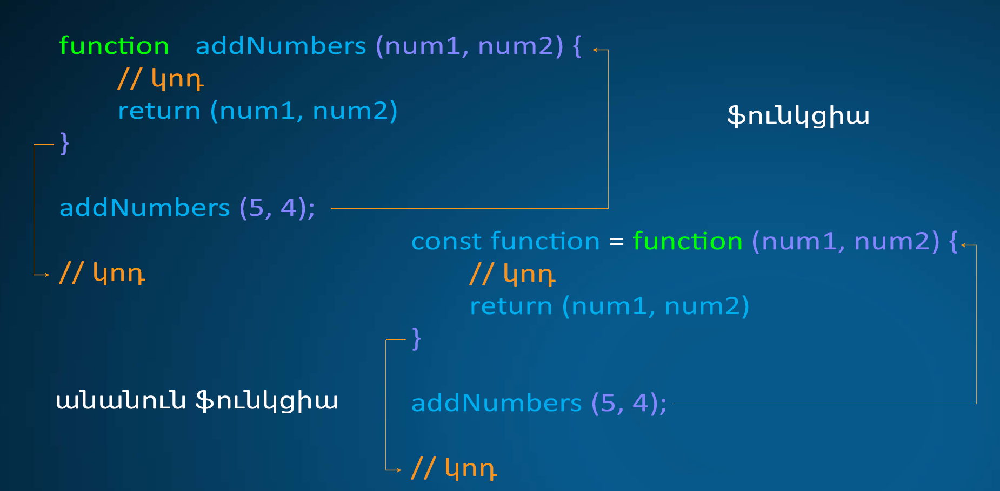 function addNumbers (num1, num2) {
// կոդ
return (num1, num2)
}
addNumbers (5, 4);
// կոդ
ֆունկցիա
const function = function (num1, num2) {
// կոդ
return (num1, num2)
}
addNumbers (5, 4);
// կոդ
անանուն ֆունկցիա